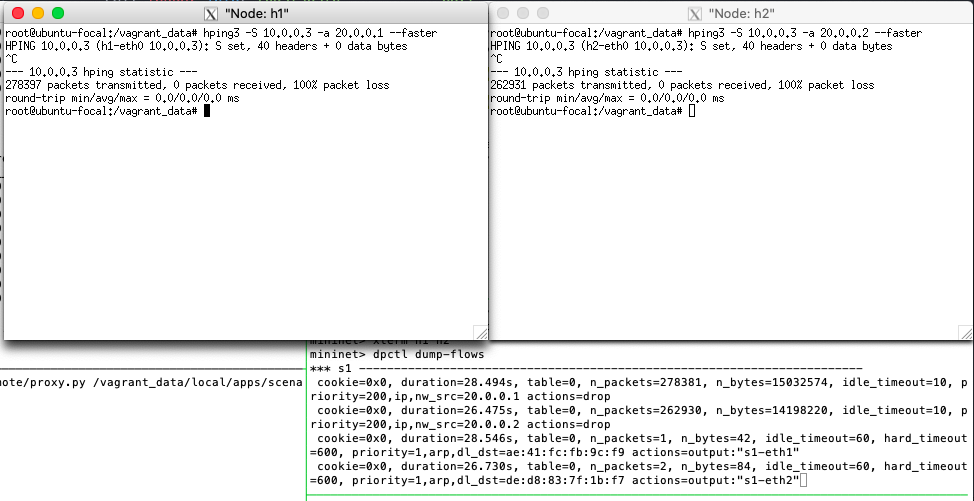 "Node: h1"
root@ubuntu-focal:/vagrant_data# hping3 -S 10.0.0.3 -a 20.0.0.1 --faster
HPING 10.0.0.3 (h1-eth0 10.0.0.3): S set, 40 headers + 0 data bytes
^C
--- 10.0.0.3 hping statistic ---
278397 packets transmitted, 0 packets received, 100% packet loss
round-trip min/avg/max = 0.0/0.0/0.0 ms
root@ubuntu-focal:/vagrant_data#
"Node: h2"
root@ubuntu-focal:/vagrant_data# hping3 -S 10.0.0.3 -a 20.0.0.2 --faster
HPING 10.0.0.3 (h2-eth0 10.0.0.3): S set, 40 headers + 0 data bytes
^C
--- 10.0.0.3 hping statistic ---
262931 packets transmitted, 0 packets received, 100% packet loss
round-trip min/avg/max = 0.0/0.0/0.0 ms
root@ubuntu-focal:/vagrant_data#
note/proxy.py /vagrant_data/local/apps/scena
mininet> xterm h1 h2
mininet> dpctl dump-flows
*** s1 ------------------------------------------------------------------------
cookie=0x0, duration=28.494s, table=0, n_packets=278381, n_bytes=15032574, idle_timeout=10, p
riority=200,ip,nw_src=20.0.0.1 actions=drop
cookie=0x0, duration=26.475s, table=0, n_packets=262930, n_bytes=14198220, idle_timeout=10, p
riority=200,ip,nw_src=20.0.0.2 actions=drop
cookie=0x0, duration=28.546s, table=0, n_packets=1, n_bytes=42, idle_timeout=60, hard_timeout
=600, priority=1,arp,dl_dst=ae:41:fc:fb:9c:f9 actions=output:"s1-eth1"
cookie=0x0, duration=26.730s, table=0, n_packets=2, n_bytes=84, idle_timeout=60, hard_timeout
=600, priority=1,arp,dl_dst=de:d8:83:7f:1b:f7 actions=output:"s1-eth2"